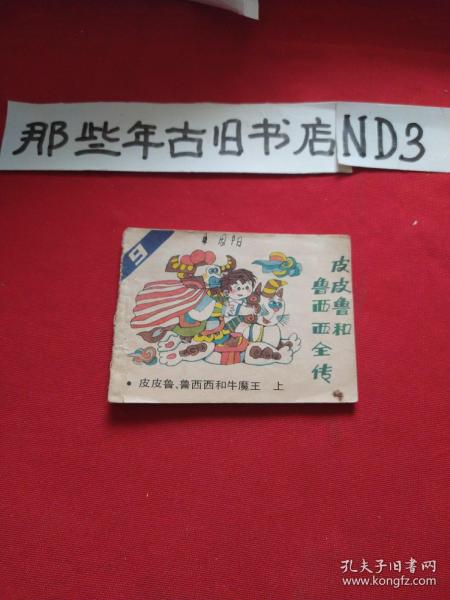 那些年古旧书店ND3
9
皮皮鲁和
鲁西西全传
• 皮皮鲁、鲁西西和牛魔王 上
孔夫子旧书网
www.kongfz.com